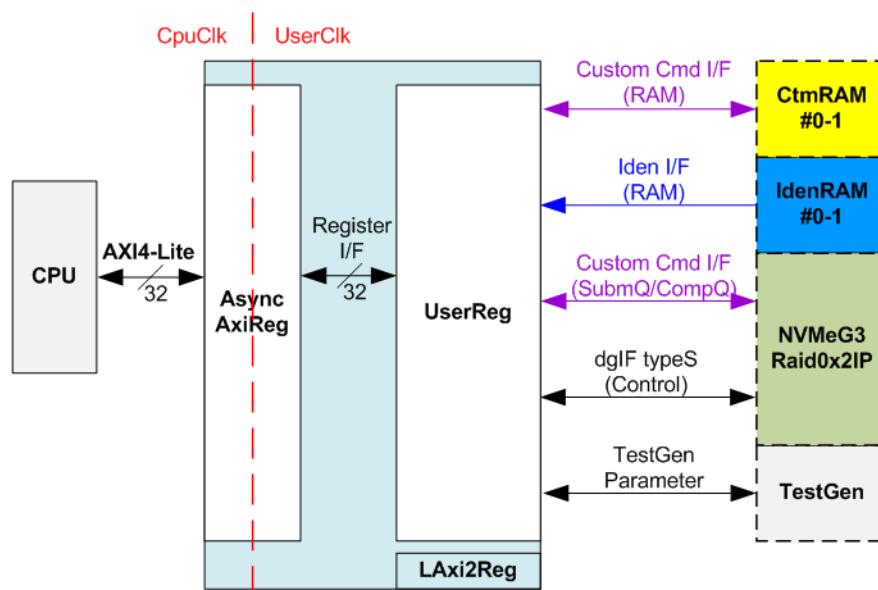 CpuClk
UserClk
CPU
AXI4-Lite
32
Async
AxiReg
Register
I/F
32
UserReg
LAxi2Reg
Custom Cmd I/F
(RAM)
Iden I/F
(RAM)
Custom Cmd I/F
(SubmQ/CompQ)
dgIF typeS
(Control)
TestGen
Parameter
CtmRAM
#0-1
IdenRAM
#0-1
NVMeG3
Raid0x2IP
TestGen